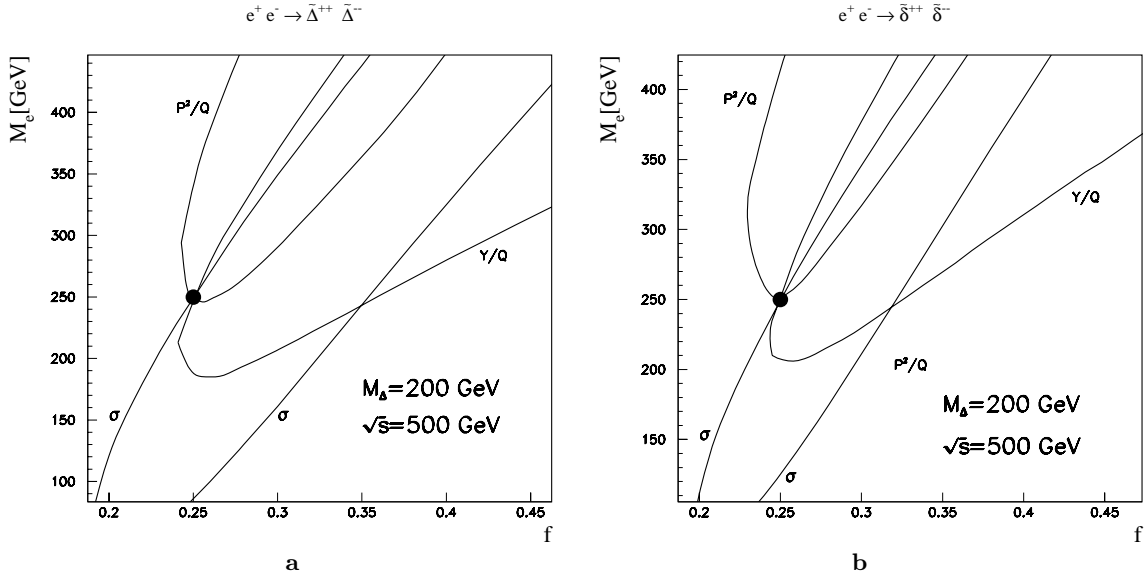 e⁺ e⁻ → Δ̃⁺⁺ Δ̃⁻⁻
M_e[GeV]
400
350
300
250
200
150
100
P²/Q
Y/Q
σ
σ
M_Δ=200 GeV
√s=500 GeV
0.2 0.25 0.3 0.35 0.4 0.45
f
a
e⁺ e⁻ → δ̃⁺⁺ δ̃⁻⁻
M_e[GeV]
400
350
300
250
200
150
P²/Q
Y/Q
P²/Q
σ
σ
M_Δ=200 GeV
√s=500 GeV
0.2 0.25 0.3 0.35 0.4 0.45
f
b